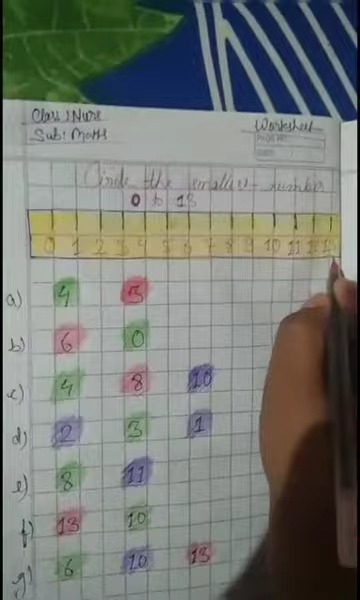 Class: Nurs
Sub: Maths
Worksheet
Circle the smallest number
0 to 13
0 1 2 3 4 5 6 7 8 9 10 11 12 13
a) 4 5
b) 6 0
c) 4 8 10
d) 2 3 1
e) 8 11
f) 13 10
g) 6 10 13